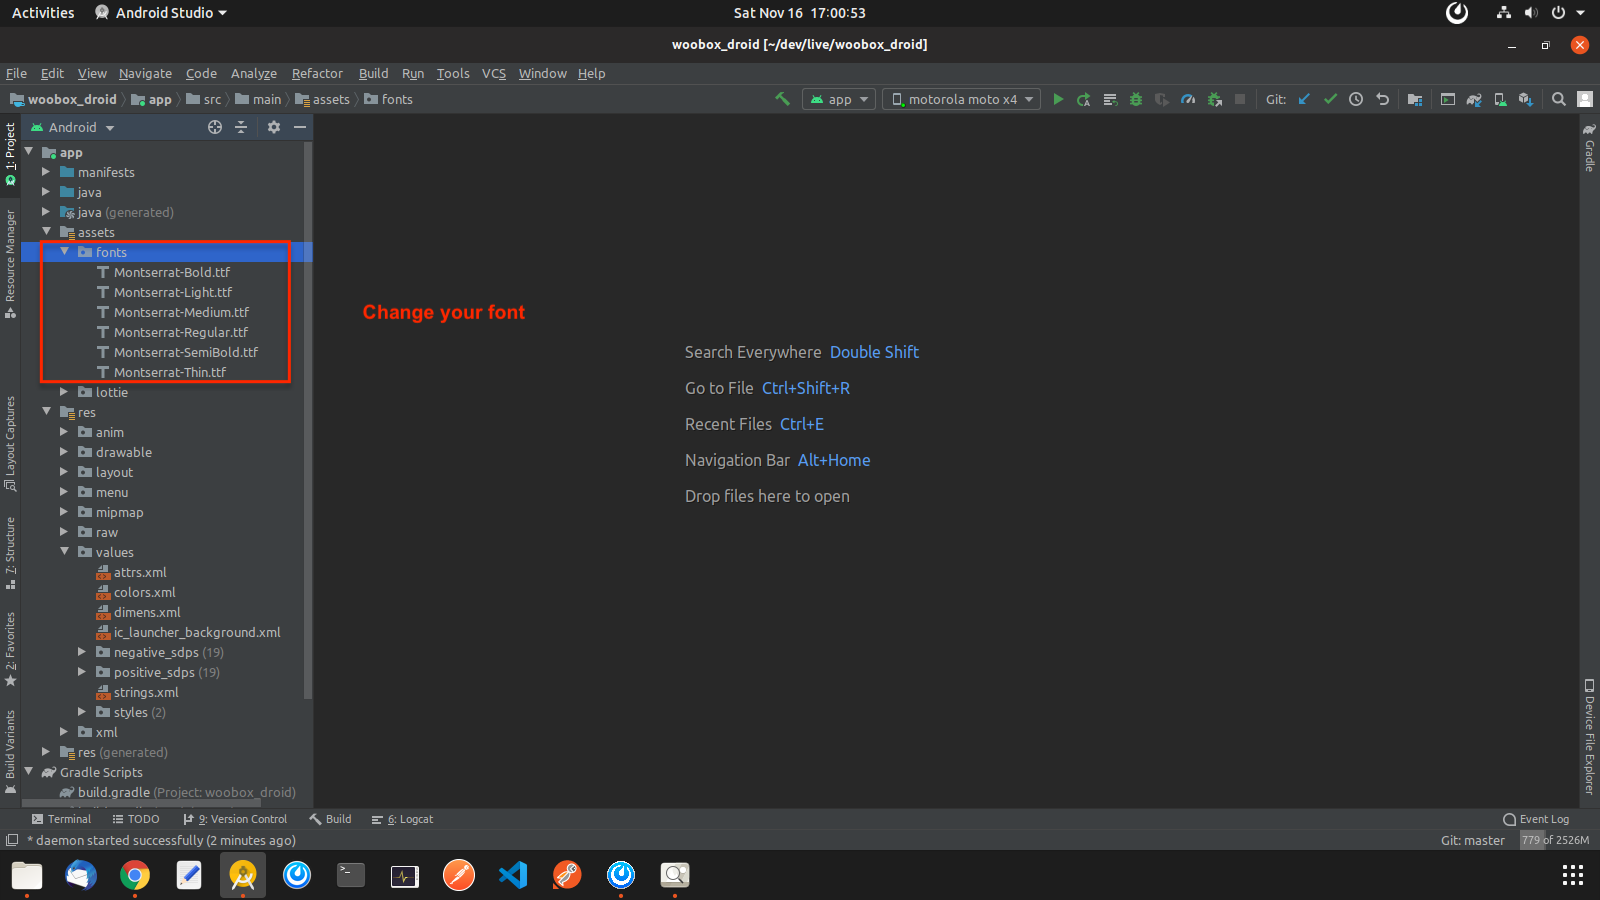 Activities Android Studio Sat Nov 16 17:00:53
woobox_droid [~/dev/live/woobox_droid]
File Edit View Navigate Code Analyze Refactor Build Run Tools VCS Window Help
woobox_droid app src main assets fonts app motorola moto x4 Git:
Android
1: Project
Resource Manager
Layout Captures
7: Structure
2: Favorites
Build Variants
app
manifests
java
java (generated)
assets
fonts
Montserrat-Bold.ttf
Montserrat-Light.ttf
Montserrat-Medium.ttf
Montserrat-Regular.ttf
Montserrat-SemiBold.ttf
Montserrat-Thin.ttf
lottie
res
anim
drawable
layout
menu
mipmap
raw
values
attrs.xml
colors.xml
dimens.xml
ic_launcher_background.xml
negative_sdps (19)
positive_sdps (19)
strings.xml
styles (2)
xml
res (generated)
Gradle Scripts
build.gradle (Project: woobox_droid)
Change your font
Search Everywhere Double Shift
Go to File Ctrl+Shift+R
Recent Files Ctrl+E
Navigation Bar Alt+Home
Drop files here to open
Gradle
Device File Explorer
Terminal TODO 9: Version Control Build 6: Logcat Event Log
* daemon started successfully (2 minutes ago) Git: master 779 of 2526M